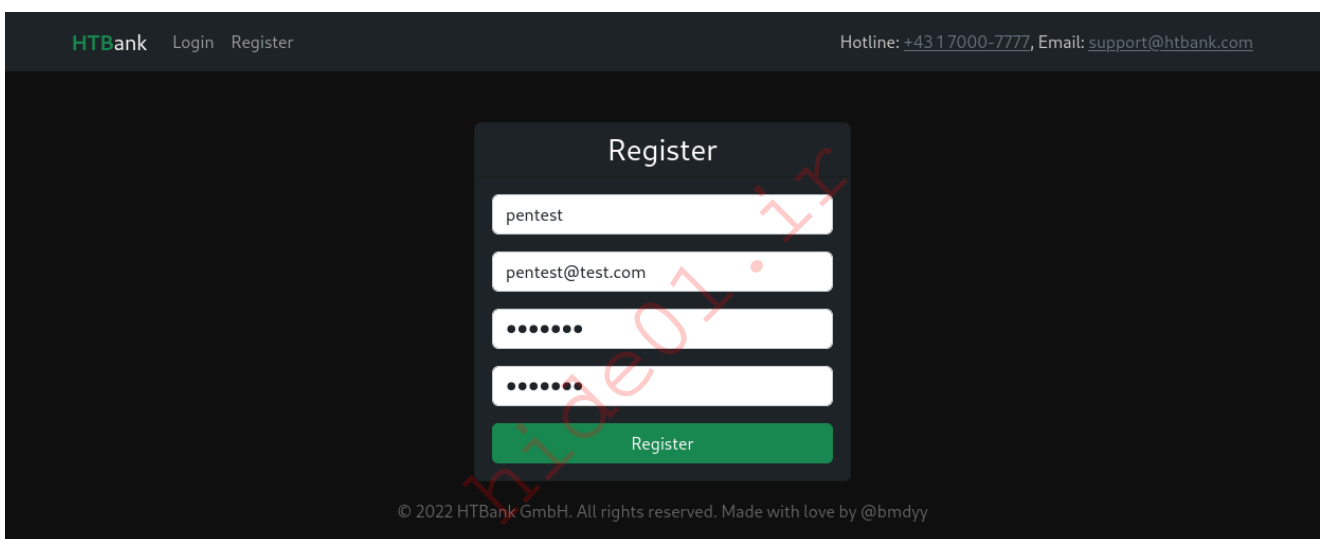 HTBank Login Register Hotline: +43 1 7000-7777, Email: support@htbank.com
Register
pentest
pentest@test.com
•••••••
•••••••
Register
© 2022 HTBank GmbH. All rights reserved. Made with love by @bmdyy
hide01.ir